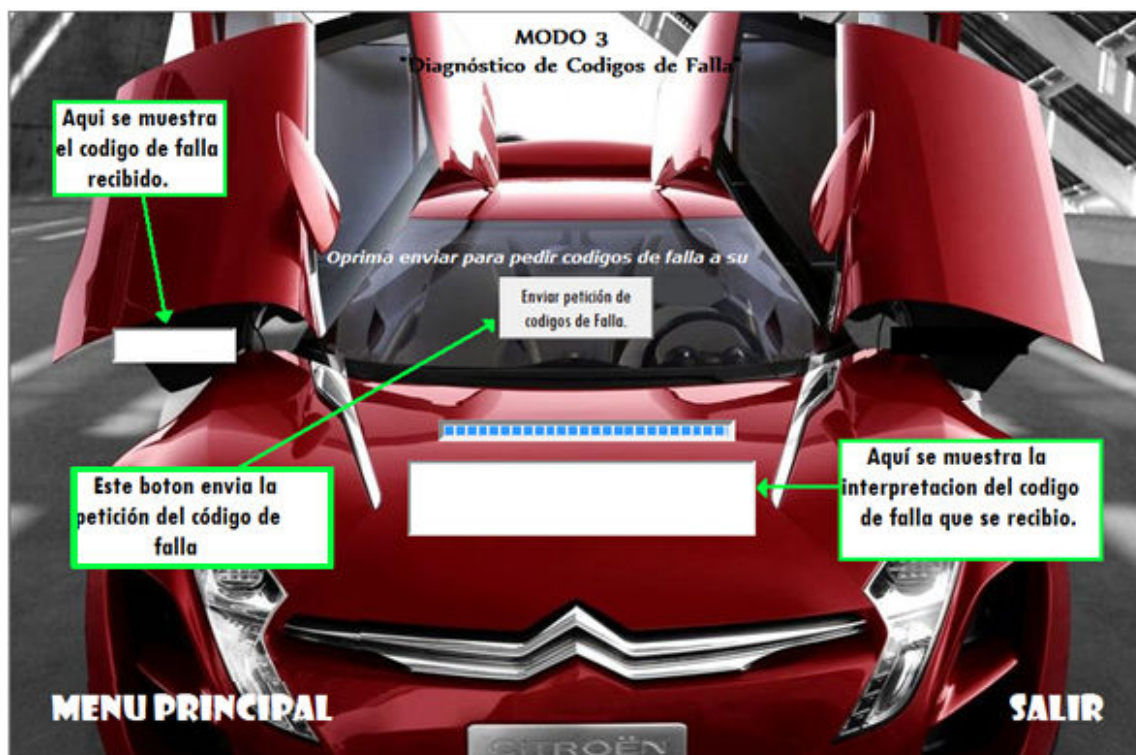 MODO 3
"Diagnóstico de Codigos de Falla"
Aqui se muestra
el codigo de falla
recibido.
Oprima enviar para pedir codigos de falla a su
Enviar petición de
codigos de Falla.
Este boton envia la
petición del código de
falla
Aquí se muestra la
interpretacion del codigo
de falla que se recibio.
MENU PRINCIPAL
SALIR
CITROËN